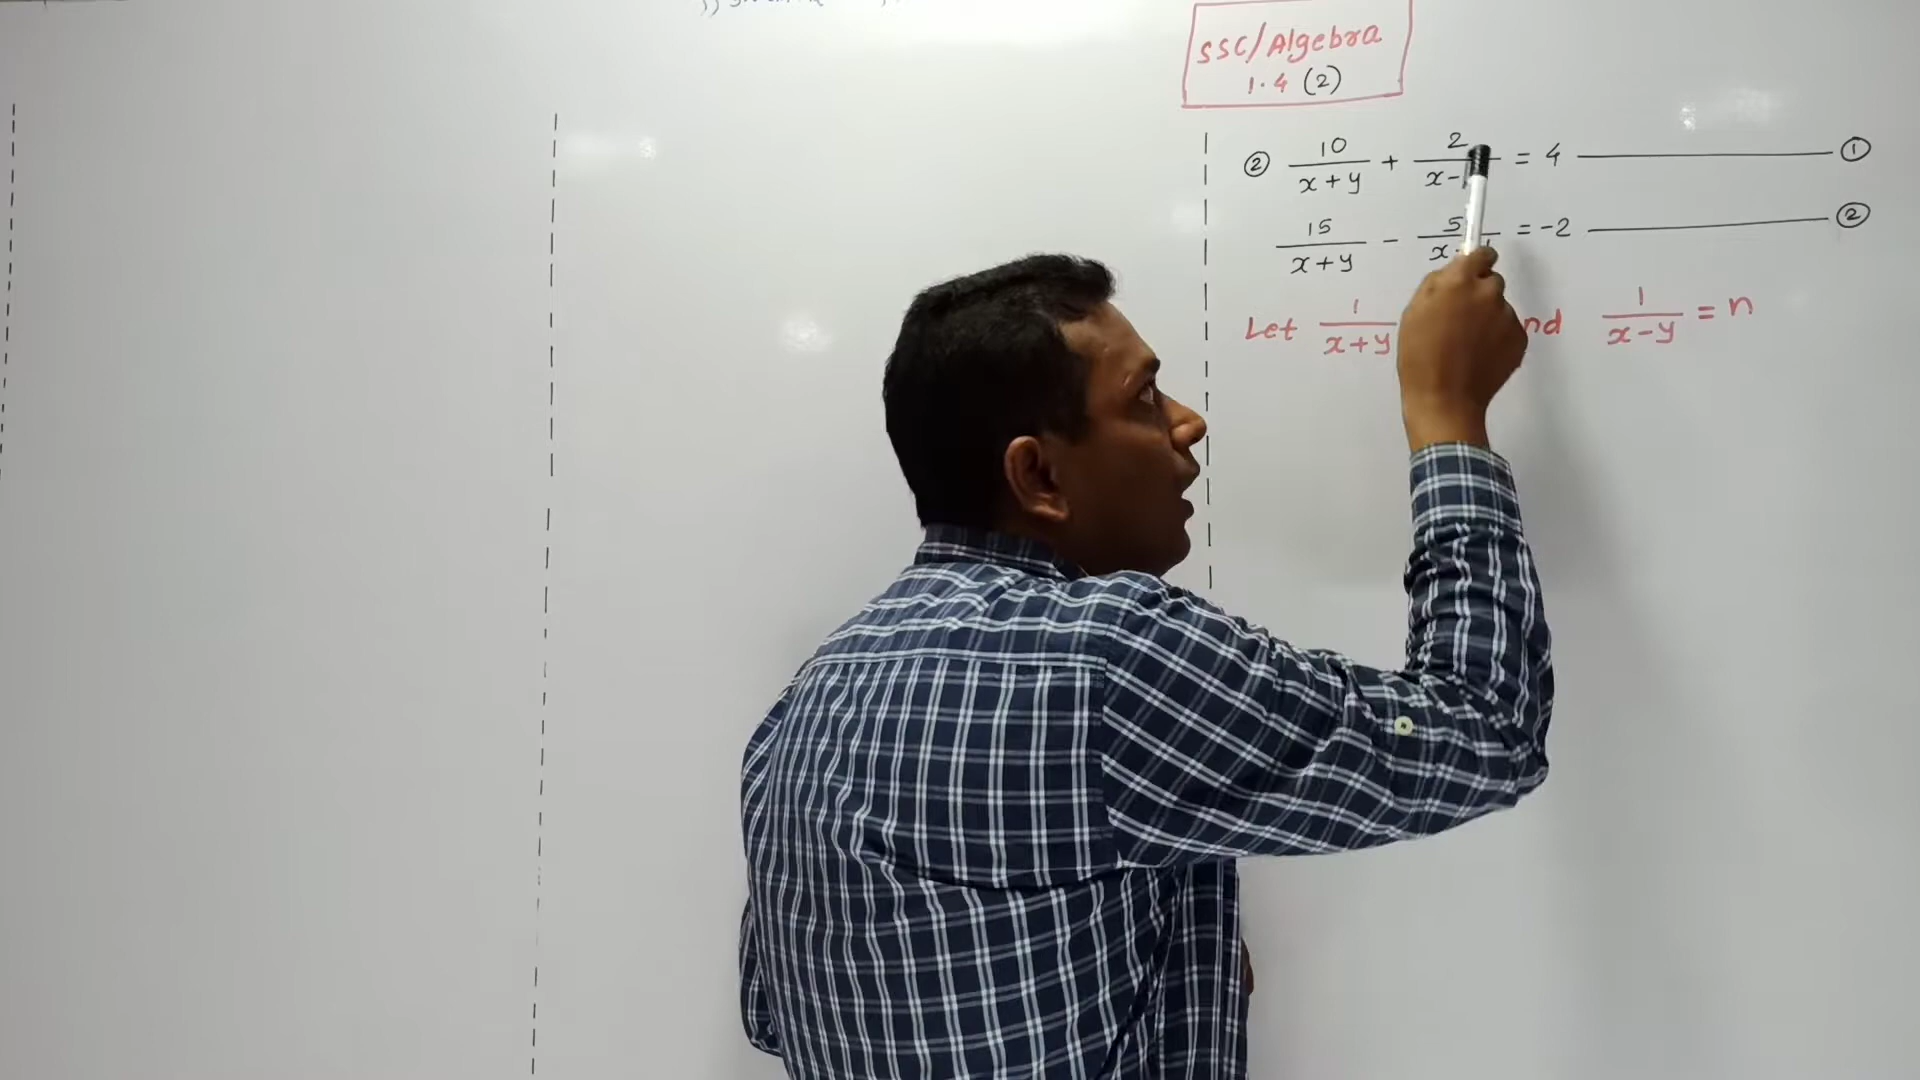 SSC/Algebra
1.4 (2)
② 10/(x+y) + 2/(x- = 4 ——— ①
15/(x+y) - 5/(x = -2 ——— ②
Let 1/(x+y) nd 1/(x-y) = n